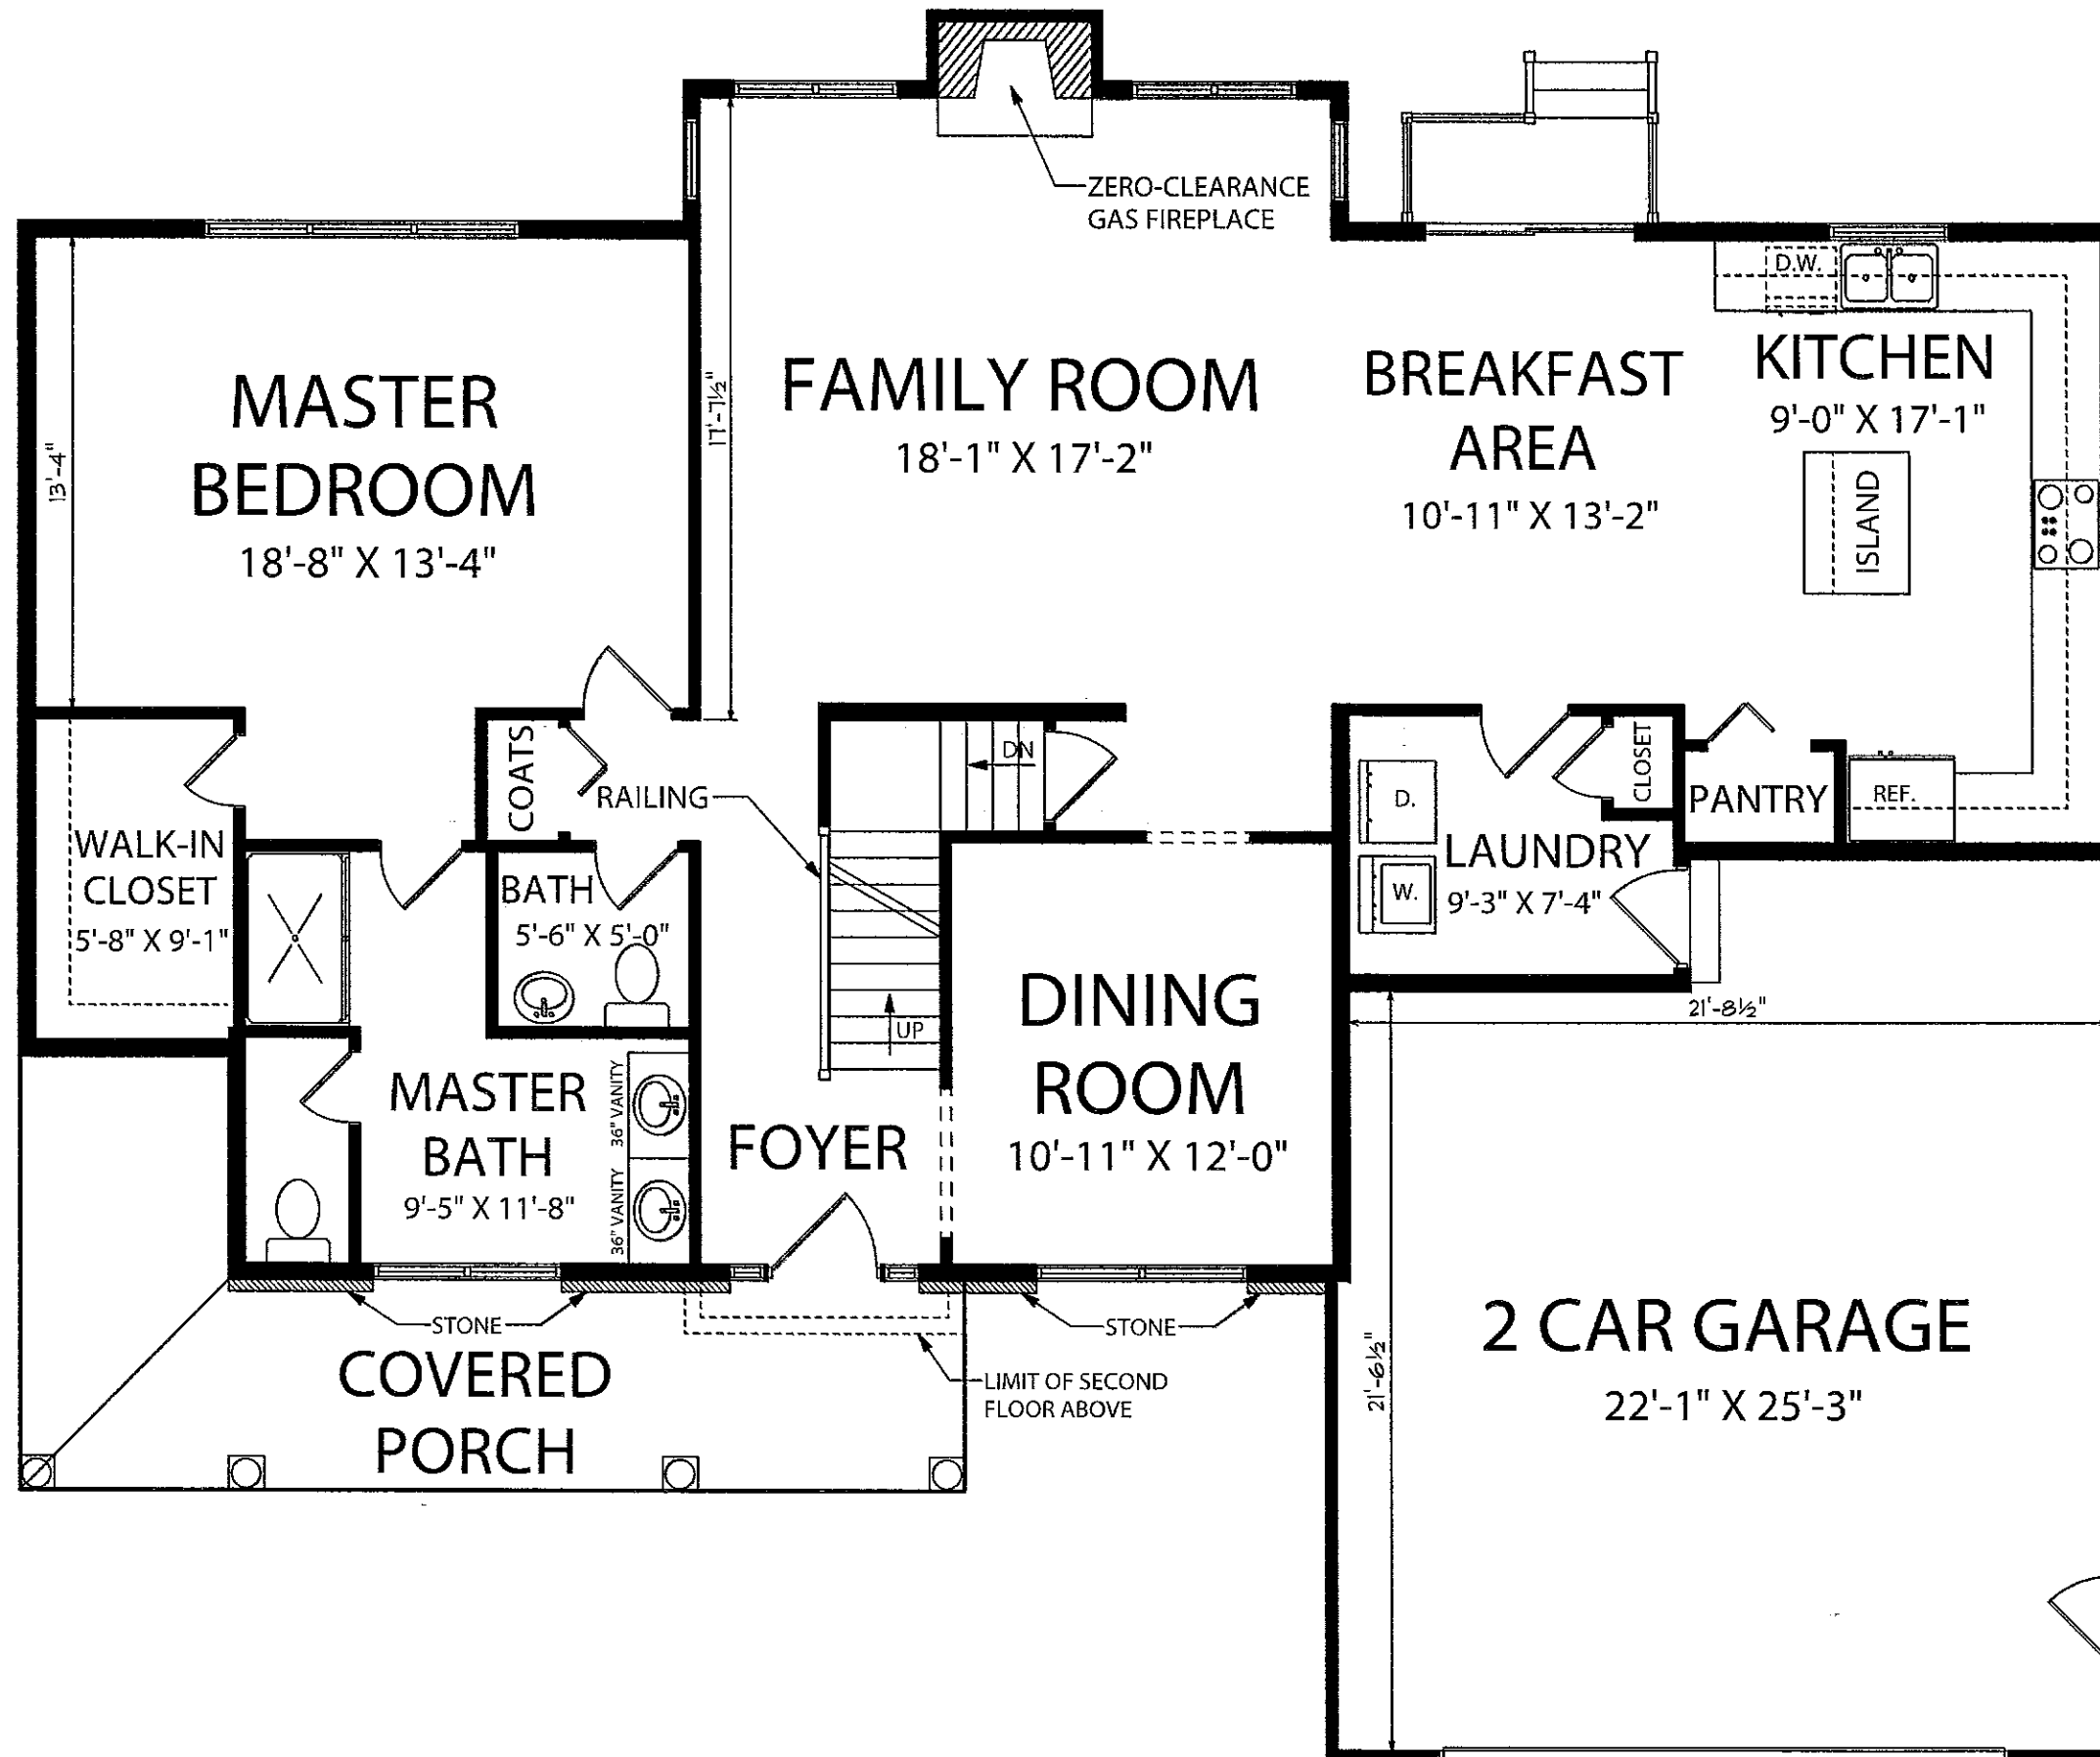 ZERO-CLEARANCE
GAS FIREPLACE
D.W.
MASTER
BEDROOM
18'-8" X 13'-4"
13'-4"
17'-7½"
FAMILY ROOM
18'-1" X 17'-2"
BREAKFAST
AREA
10'-11" X 13'-2"
KITCHEN
9'-0" X 17'-1"
ISLAND
COATS
RAILING
DN
CLOSET
PANTRY
REF.
D.
W.
LAUNDRY
9'-3" X 7'-4"
WALK-IN
CLOSET
5'-8" X 9'-1"
BATH
5'-6" X 5'-0"
UP
DINING
ROOM
10'-11" X 12'-0"
21'-8½"
MASTER
BATH
9'-5" X 11'-8"
36" VANITY
36" VANITY
FOYER
STONE
STONE
COVERED
PORCH
LIMIT OF SECOND
FLOOR ABOVE
21'-6½"
2 CAR GARAGE
22'-1" X 25'-3"